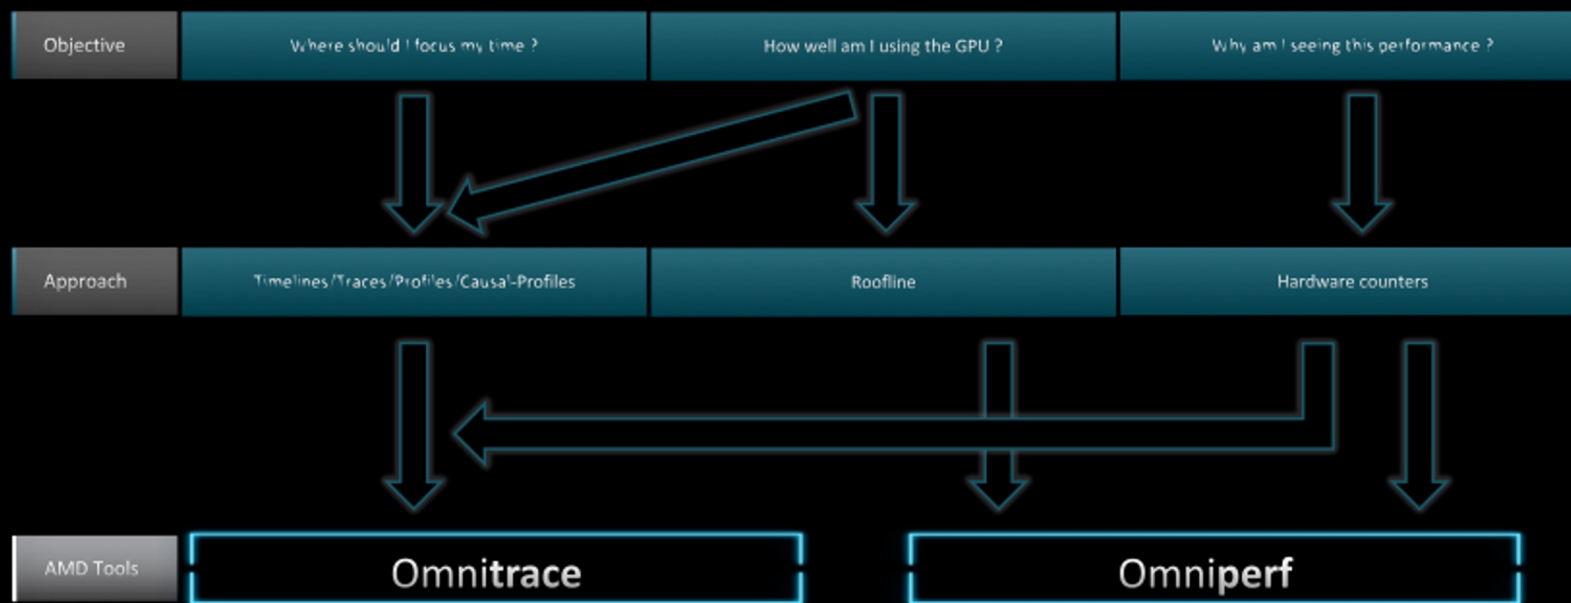 Objective
Where should I focus my time ?
How well am I using the GPU ?
Why am I seeing this performance ?
Approach
Timelines/Traces/Profiles/Causal-Profiles
Roofline
Hardware counters
AMD Tools
Omnitrace
Omniperf